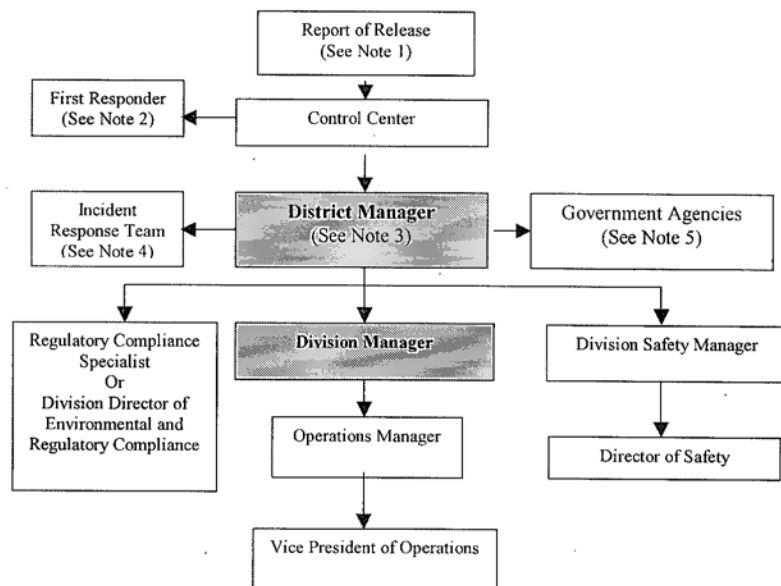 Report of Release
(See Note 1)
First Responder
(See Note 2)
Control Center
Incident
Response Team
(See Note 4)
District Manager
(See Note 3)
Government Agencies
(See Note 5)
Regulatory Compliance
Specialist
Or
Division Director of
Environmental and
Regulatory Compliance
Division Manager
Division Safety Manager
Operations Manager
Director of Safety
Vice President of Operations